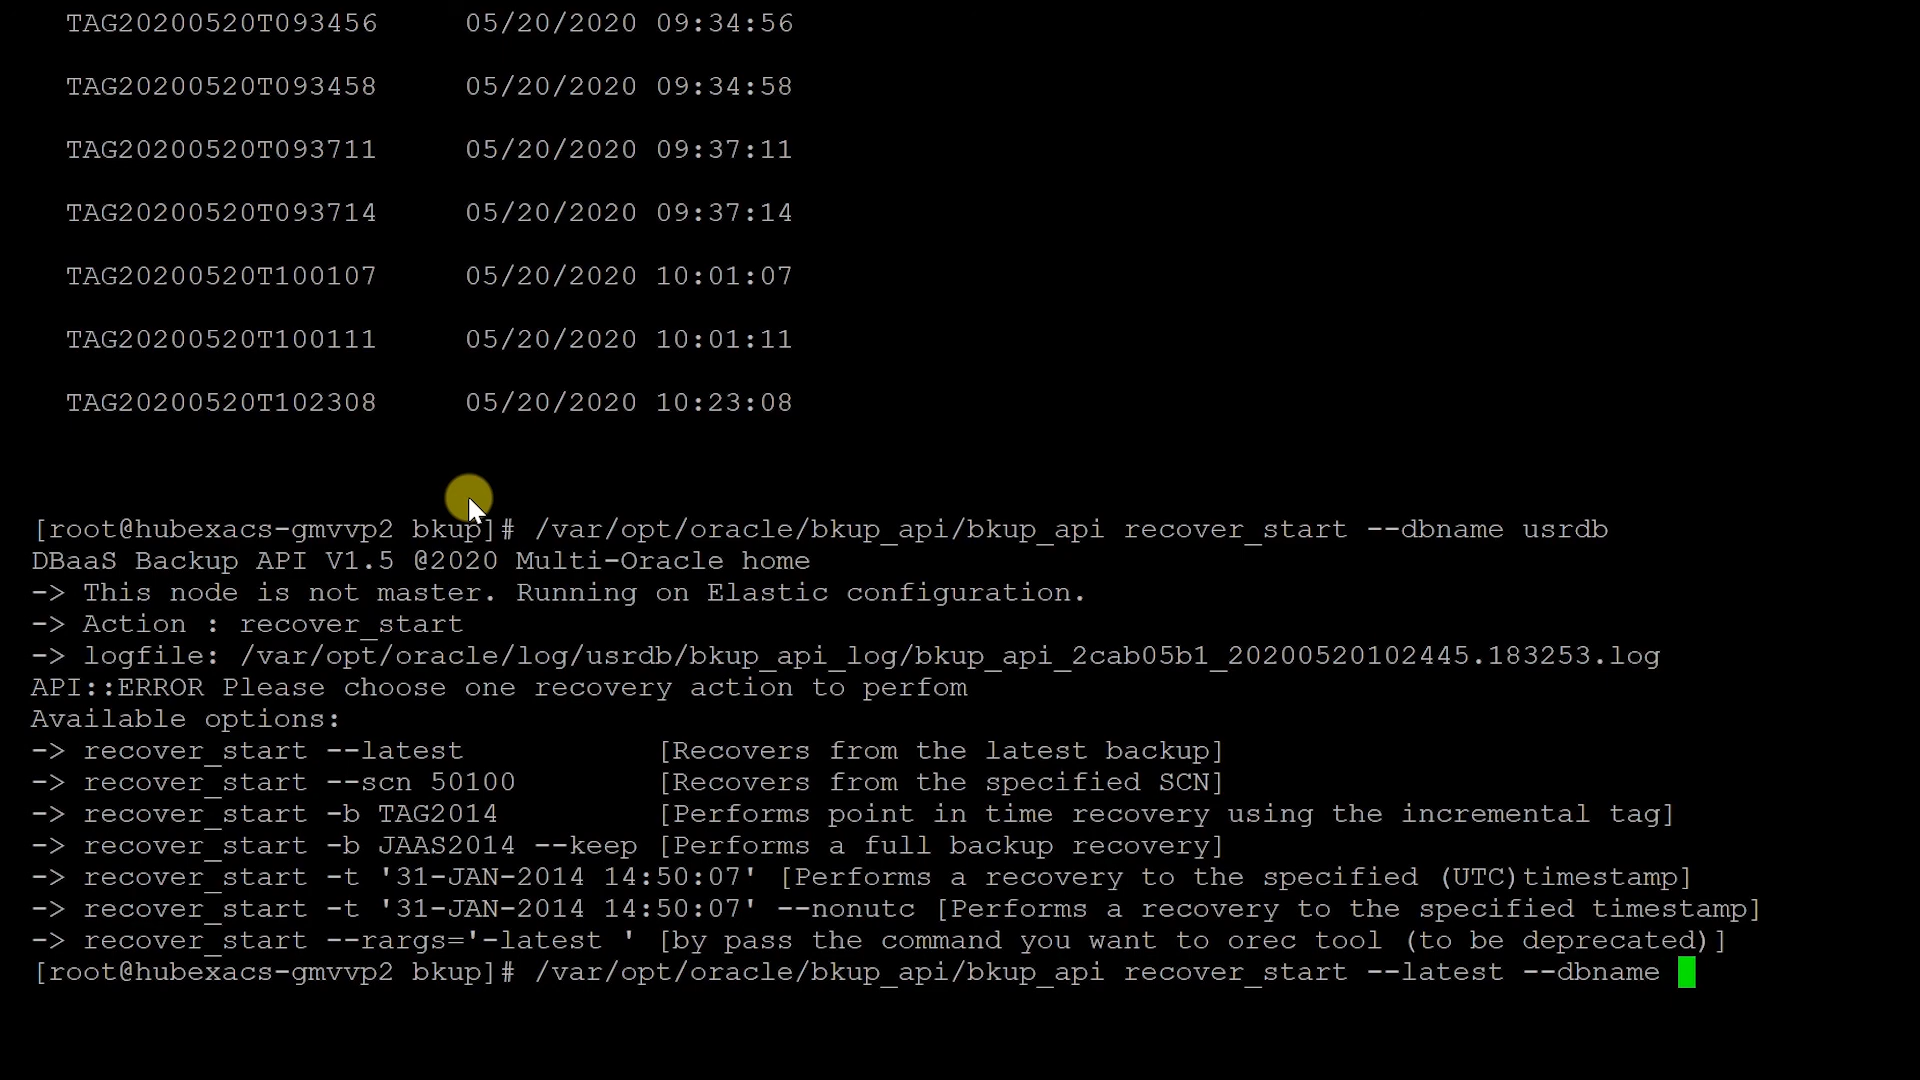 TAG20200520T093456     05/20/2020 09:34:56
TAG20200520T093458     05/20/2020 09:34:58
TAG20200520T093711     05/20/2020 09:37:11
TAG20200520T093714     05/20/2020 09:37:14
TAG20200520T100107     05/20/2020 10:01:07
TAG20200520T100111     05/20/2020 10:01:11
TAG20200520T102308     05/20/2020 10:23:08
[root@hubexacs-gmvvp2 bkup]# /var/opt/oracle/bkup_api/bkup_api recover_start --dbname usrdb
DBaaS Backup API V1.5 @2020 Multi-Oracle home
-> This node is not master. Running on Elastic configuration.
-> Action : recover_start
-> logfile: /var/opt/oracle/log/usrdb/bkup_api_log/bkup_api_2cab05b1_20200520102445.183253.log
API::ERROR Please choose one recovery action to perfom
Available options:
-> recover_start --latest           [Recovers from the latest backup]
-> recover_start --scn 50100        [Recovers from the specified SCN]
-> recover_start -b TAG2014         [Performs point in time recovery using the incremental tag]
-> recover_start -b JAAS2014 --keep [Performs a full backup recovery]
-> recover_start -t '31-JAN-2014 14:50:07' [Performs a recovery to the specified (UTC)timestamp]
-> recover_start -t '31-JAN-2014 14:50:07' --nonutc [Performs a recovery to the specified timestamp]
-> recover_start --rargs='-latest ' [by pass the command you want to orec tool (to be deprecated)]
[root@hubexacs-gmvvp2 bkup]# /var/opt/oracle/bkup_api/bkup_api recover_start --latest --dbname